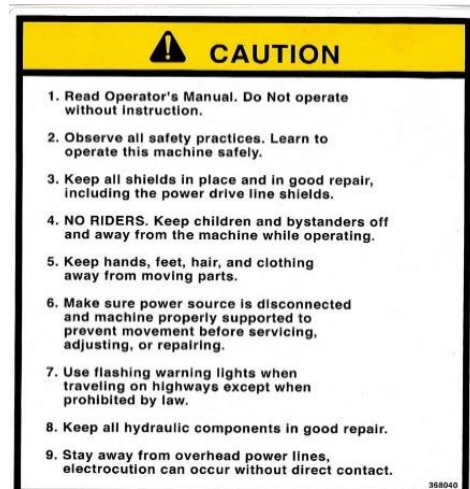 CAUTION
1. Read Operator's Manual. Do Not operate
without instruction.
2. Observe all safety practices. Learn to
operate this machine safely.
3. Keep all shields in place and in good repair,
including the power drive line shields.
4. NO RIDERS. Keep children and bystanders off
and away from the machine while operating.
5. Keep hands, feet, hair, and clothing
away from moving parts.
6. Make sure power source is disconnected
and machine properly supported to
prevent movement before servicing,
adjusting, or repairing.
7. Use flashing warning lights when
traveling on highways except when
prohibited by law.
8. Keep all hydraulic components in good repair.
9. Stay away from overhead power lines,
electrocution can occur without direct contact.
368040